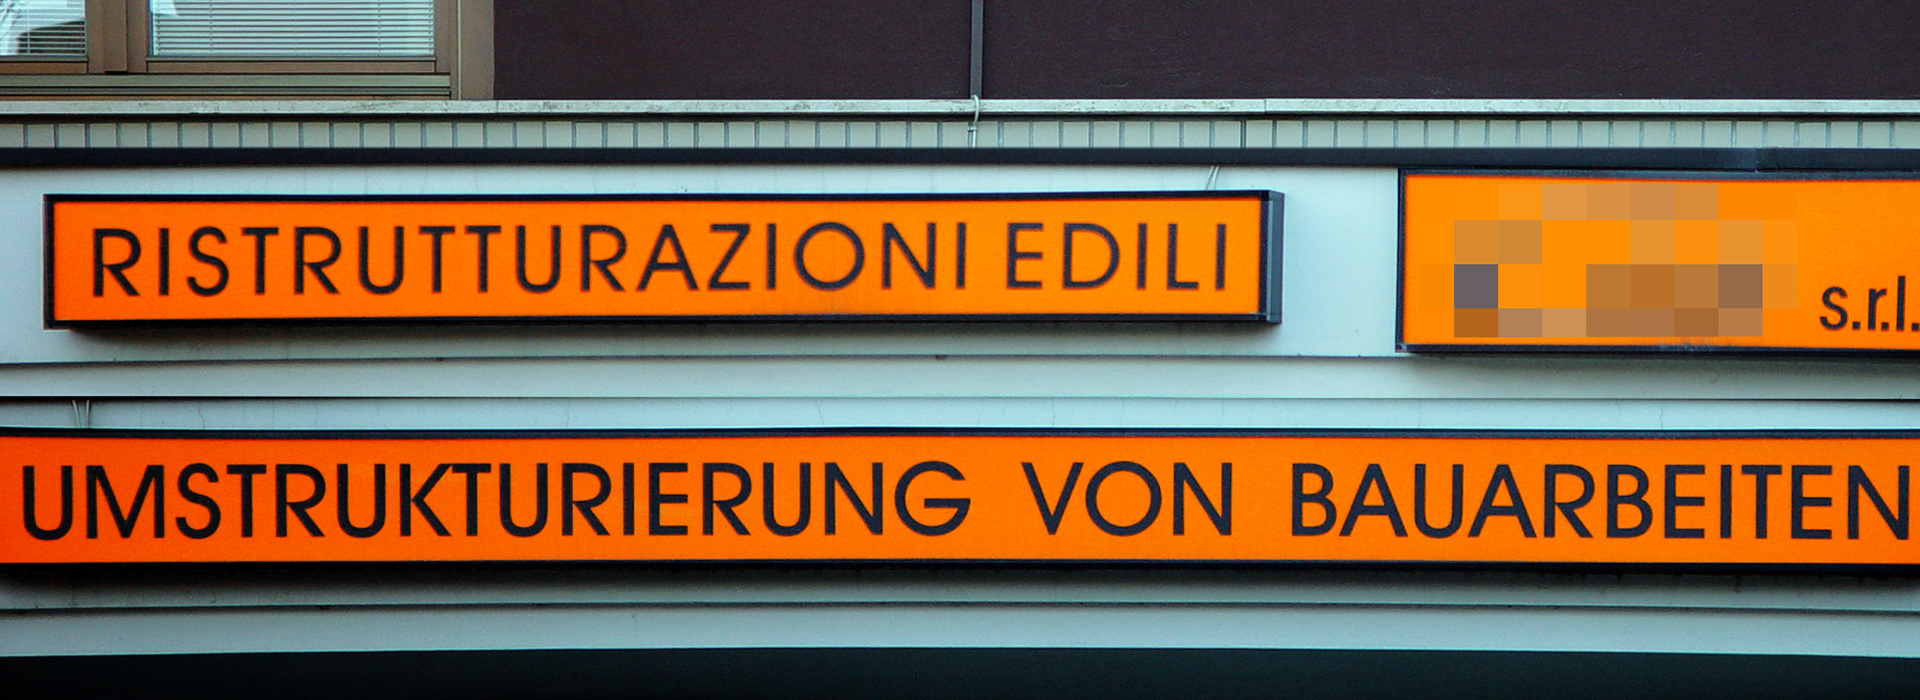 RISTRUTTURAZIONI EDILI
s.r.l.
UMSTRUKTURIERUNG VON BAUARBEITEN